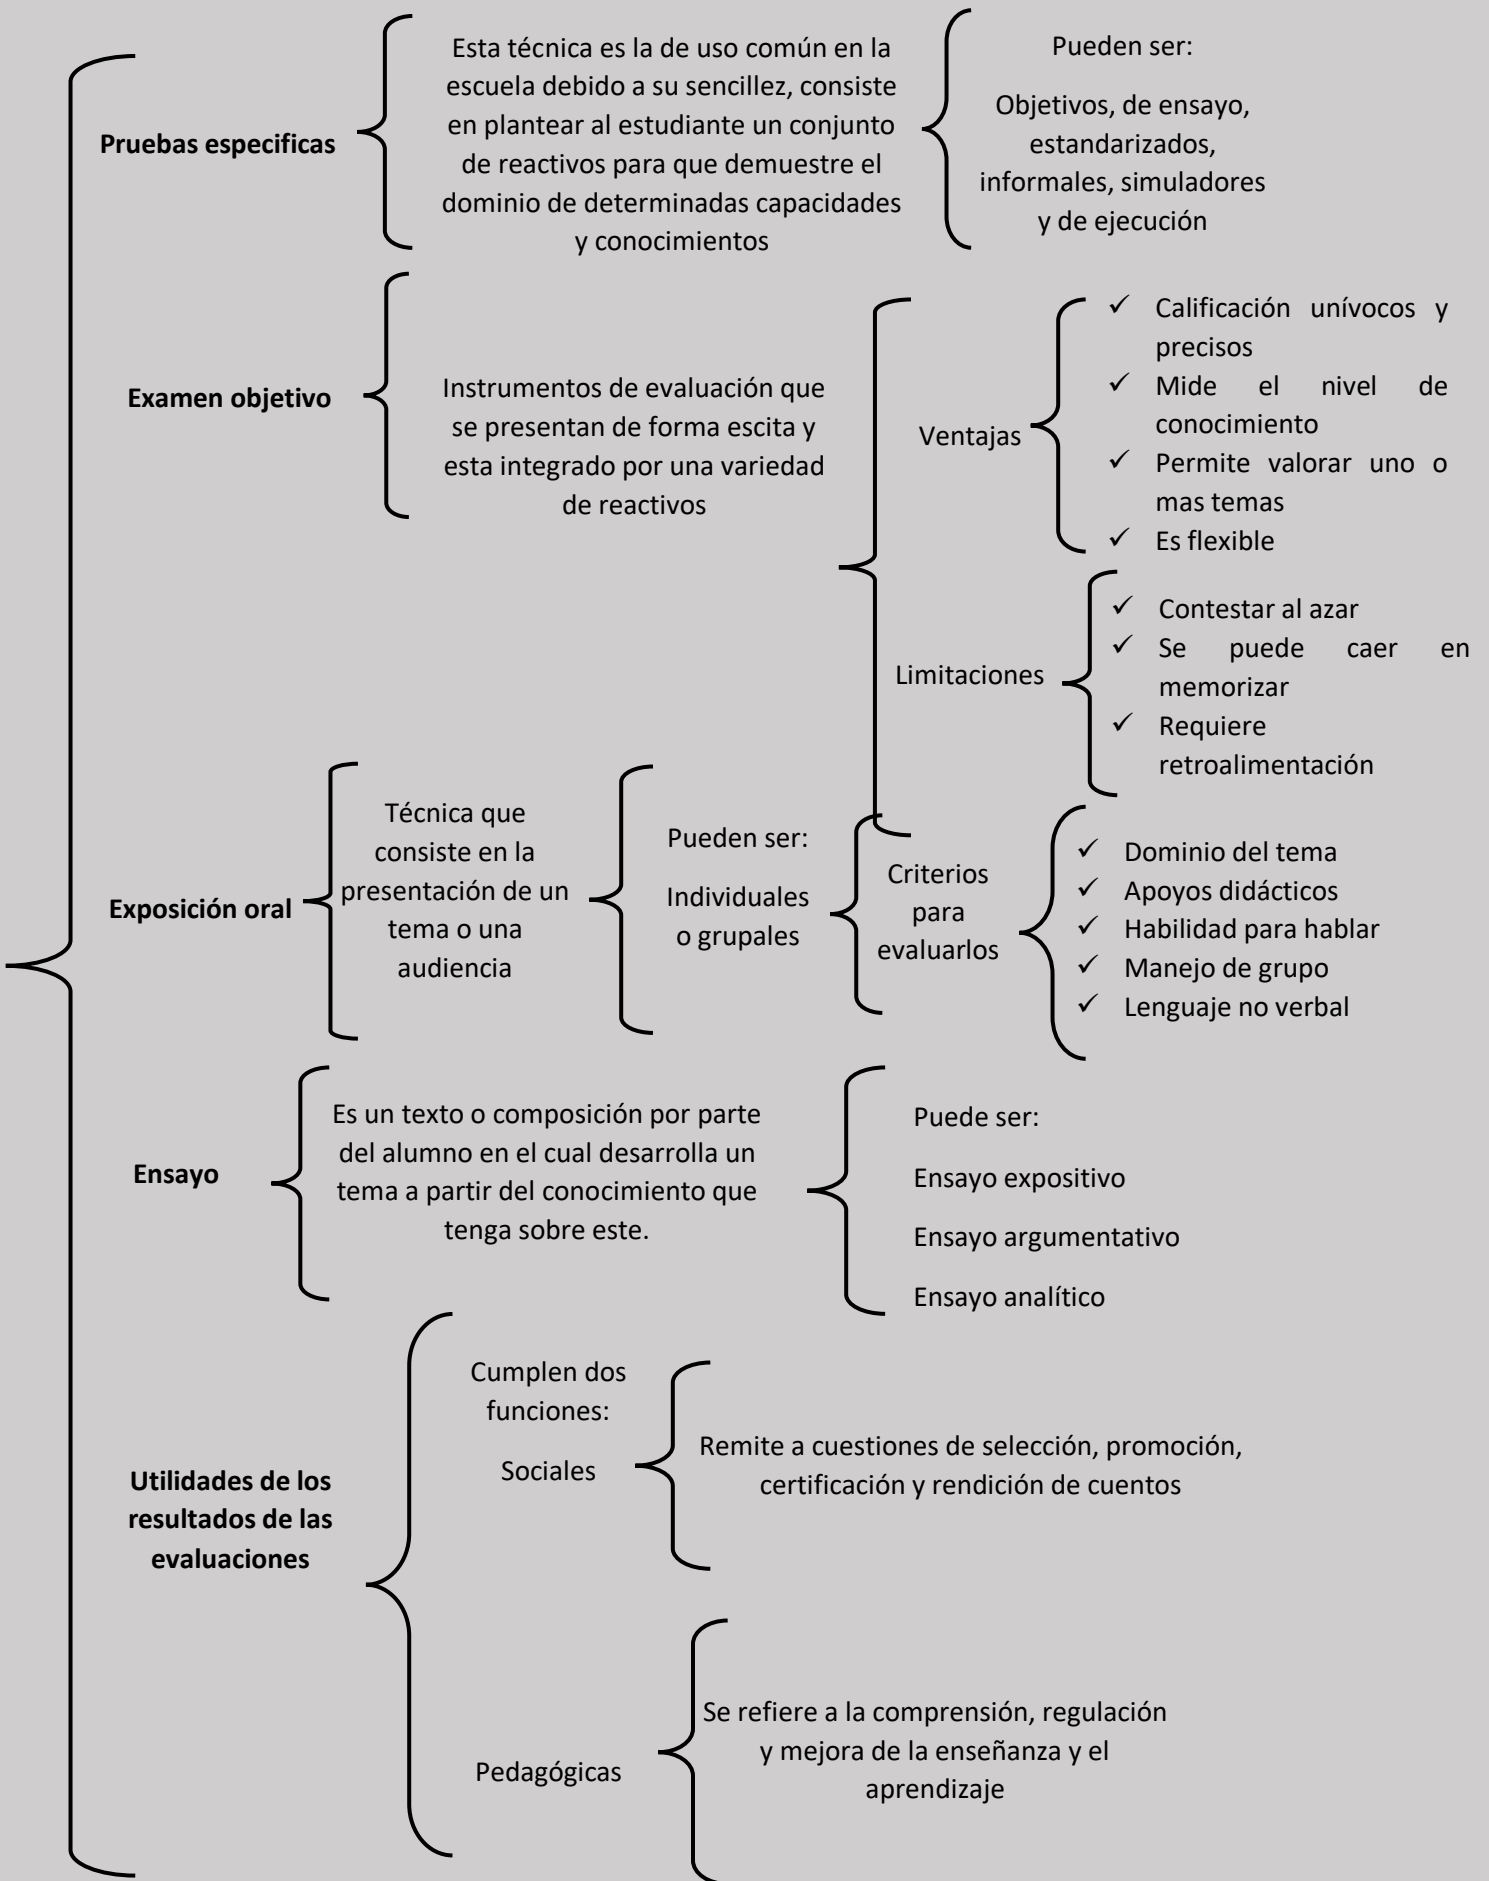 Pruebas especificas
Esta técnica es la de uso común en la
escuela debido a su sencillez, consiste
en plantear al estudiante un conjunto
de reactivos para que demuestre el
dominio de determinadas capacidades
y conocimientos
Pueden ser:
Objetivos, de ensayo,
estandarizados,
informales, simuladores
y de ejecución
Examen objetivo
Instrumentos de evaluación que
se presentan de forma escita y
esta integrado por una variedad
de reactivos
Ventajas
✓ Calificación unívocos y
precisos
✓ Mide el nivel de
conocimiento
✓ Permite valorar uno o
mas temas
✓ Es flexible
Limitaciones
✓ Contestar al azar
✓ Se puede caer en
memorizar
✓ Requiere
retroalimentación
Exposición oral
Técnica que
consiste en la
presentación de un
tema o una
audiencia
Pueden ser:
Individuales
o grupales
Criterios
para
evaluarlos
✓ Dominio del tema
✓ Apoyos didácticos
✓ Habilidad para hablar
✓ Manejo de grupo
✓ Lenguaje no verbal
Ensayo
Es un texto o composición por parte
del alumno en el cual desarrolla un
tema a partir del conocimiento que
tenga sobre este.
Puede ser:
Ensayo expositivo
Ensayo argumentativo
Ensayo analítico
Utilidades de los
resultados de las
evaluaciones
Cumplen dos
funciones:
Sociales
Remite a cuestiones de selección, promoción,
certificación y rendición de cuentos
Pedagógicas
Se refiere a la comprensión, regulación
y mejora de la enseñanza y el
aprendizaje